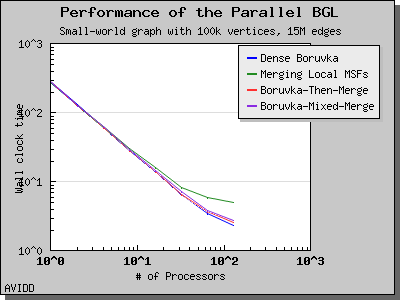 Performance of the Parallel BGL
Small-world graph with 100k vertices, 15M edges
Dense Boruvka
Merging Local MSFs
Boruvka-Then-Merge
Boruvka-Mixed-Merge
Wall clock time
10^3
10^2
10^1
10^0
10^0 10^1 10^2 10^3
# of Processors
AVIDD